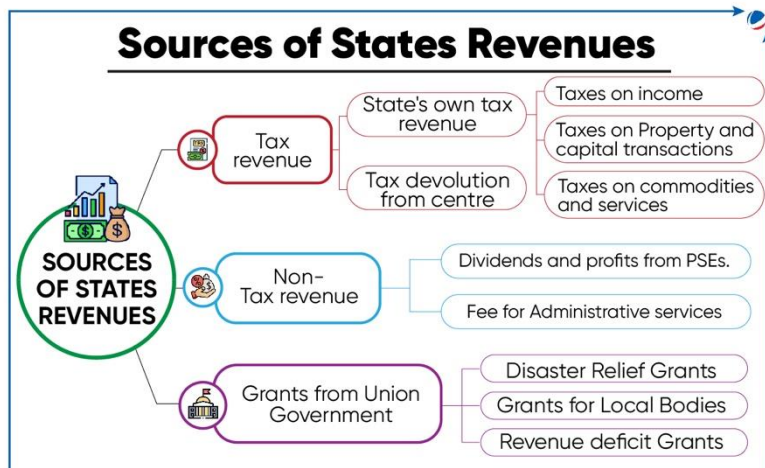 Sources of States Revenues
SOURCES
OF STATES
REVENUES
Tax
revenue
State's own tax
revenue
Taxes on income
Taxes on Property and
capital transactions
Taxes on commodities
and services
Tax devolution
from centre
Non-
Tax revenue
Dividends and profits from PSEs.
Fee for Administrative services
Grants from Union
Government
Disaster Relief Grants
Grants for Local Bodies
Revenue deficit Grants